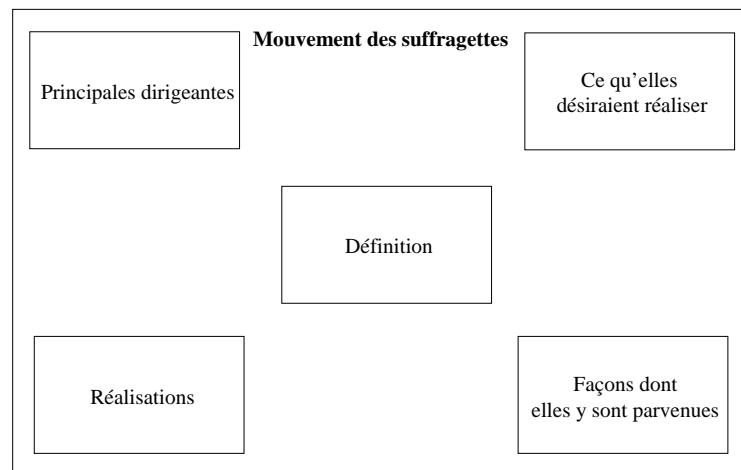 Mouvement des suffragettes
Principales dirigeantes
Ce qu’elles
désiraient réaliser
Définition
Réalisations
Façons dont
elles y sont parvenues